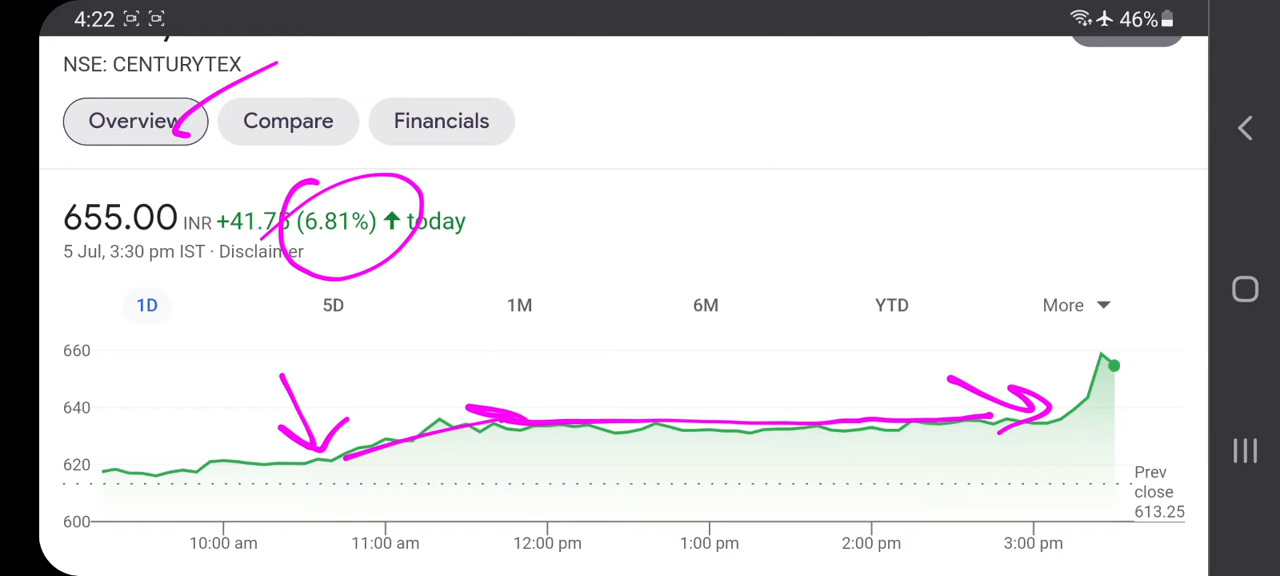 4:22 46%
NSE: CENTURYTEX
Overview Compare Financials
655.00 INR +41.75 (6.81%) ↑ today
5 Jul, 3:30 pm IST · Disclaimer
1D 5D 1M 6M YTD More
660
640
620
600
Prev
close
613.25
10:00 am 11:00 am 12:00 pm 1:00 pm 2:00 pm 3:00 pm